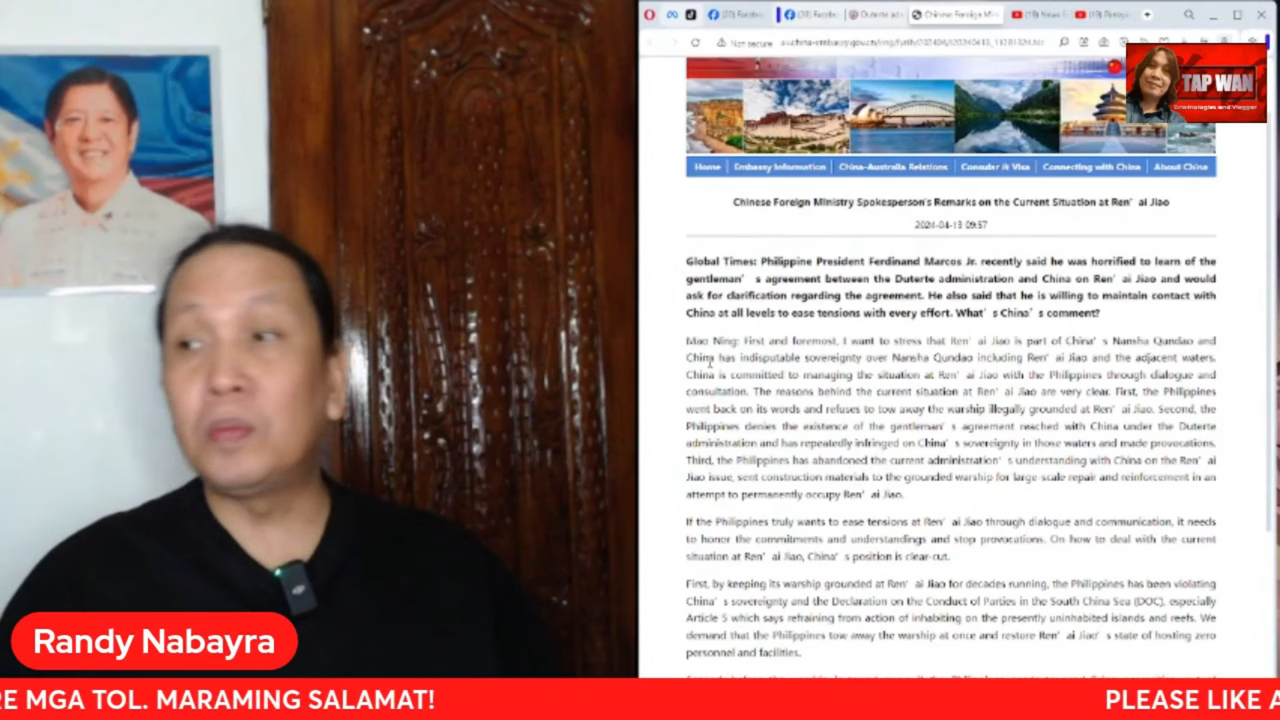 (20) Facebo
(20) Facebo
Duterte ad
Chinese Foreign Mini
(19) News
Not secure
TAP WAN
Criminologist and Vlogger
Home
Embassy Information
China-Australia Relations
Consular & Visa
Connecting with China
About China
Chinese Foreign Ministry Spokesperson's Remarks on the Current Situation at Ren' ai Jiao
2024-04-13 09:57
Global Times: Philippine President Ferdinand Marcos Jr. recently said he was horrified to learn of the
gentleman' s agreement between the Duterte administration and China on Ren' ai Jiao and would
ask for clarification regarding the agreement. He also said that he is willing to maintain contact with
China at all levels to ease tensions with every effort. What' s China' s comment?
Mao Ning: First and foremost, I want to stress that Ren' ai Jiao is part of China' s Nansha Qundao and
China has indisputable sovereignty over Nansha Qundao including Ren' ai Jiao and the adjacent waters.
China is committed to managing the situation at Ren' ai Jiao with the Philippines through dialogue and
consultation. The reasons behind the current situation at Ren' ai Jiao are very clear. First, the Philippines
went back on its words and refuses to tow away the warship illegally grounded at Ren' ai Jiao. Second, the
Philippines denies the existence of the gentleman' s agreement reached with China under the Duterte
administration and has repeatedly infringed on China' s sovereignty in those waters and made provocations.
Third, the Philippines has abandoned the current administration' s understanding with China on the Ren' ai
Jiao issue, sent construction materials to the grounded warship for large-scale repair and reinforcement in an
attempt to permanently occupy Ren' ai Jiao.
If the Philippines truly wants to ease tensions at Ren' ai Jiao through dialogue and communication, it needs
to honor the commitments and understandings and stop provocations. On how to deal with the current
situation at Ren' ai Jiao, China' s position is clear-cut.
First, by keeping its warship grounded at Ren' ai Jiao for decades running, the Philippines has been violating
China' s sovereignty and the Declaration on the Conduct of Parties in the South China Sea (DOC), especially
Article 5 which says refraining from action of inhabiting on the presently uninhabited islands and reefs. We
demand that the Philippines tow away the warship at once and restore Ren' ai Jiao' s state of hosting zero
personnel and facilities.
Randy Nabayra
RE MGA TOL. MARAMING SALAMAT!
PLEASE LIKE A